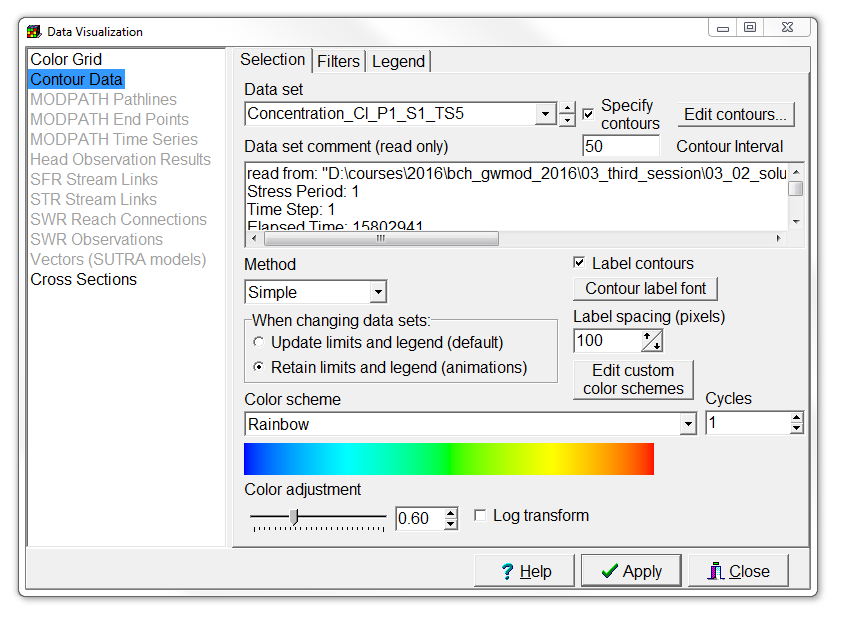 Data Visualization
Color Grid
Contour Data
MODPATH Pathlines
MODPATH End Points
MODPATH Time Series
Head Observation Results
SFR Stream Links
STR Stream Links
SWR Reach Connections
SWR Observations
Vectors (SUTRA models)
Cross Sections
Selection Filters Legend
Data set
Concentration_Cl_P1_S1_TS5
Specify
contours
Edit contours...
Data set comment (read only)
50 Contour Interval
read from: "D:\courses\2016\bch_gwmod_2016\03_third_session\03_02_solu
Stress Period: 1
Time Step: 1
Elapsed Time: 15802941
Method
Simple
Label contours
Contour label font
Label spacing (pixels)
100
When changing data sets:
Update limits and legend (default)
Retain limits and legend (animations)
Edit custom
color schemes
Color scheme
Rainbow
Cycles
1
Color adjustment
0.60
Log transform
Help
Apply
Close